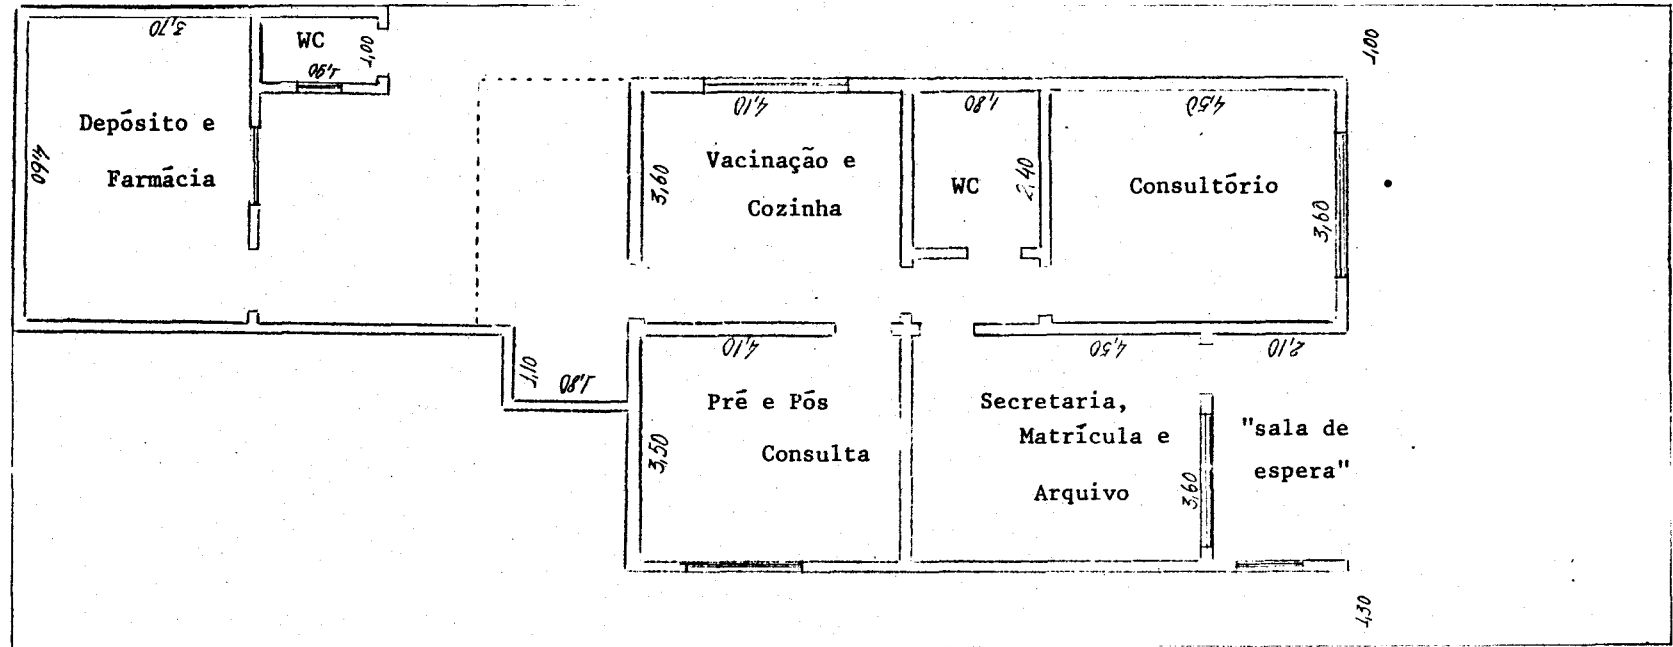 3,70
WC
1,00
1,90
Depósito e
Farmácia
4,60
1,00
4,10
1,80
4,50
Vacinação e
Cozinha
3,60
WC
2,40
Consultório
3,60
1,10
1,80
4,10
4,50
2,10
Pré e Pós
Consulta
3,50
Secretaria,
Matrícula e
Arquivo
3,60
"sala de
espera"
1,30